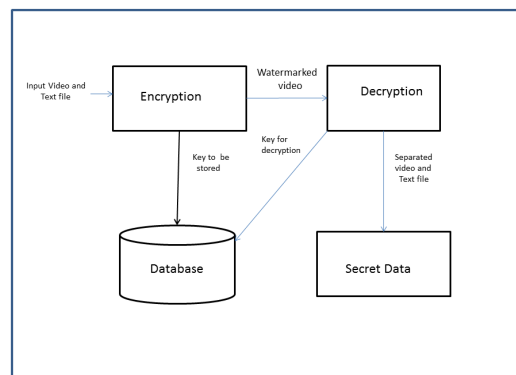 Input Video and
Text file
Encryption
Watermarked
video
Decryption
Key to be
stored
Key for
decryption
Separated
video and
Text file
Database
Secret Data